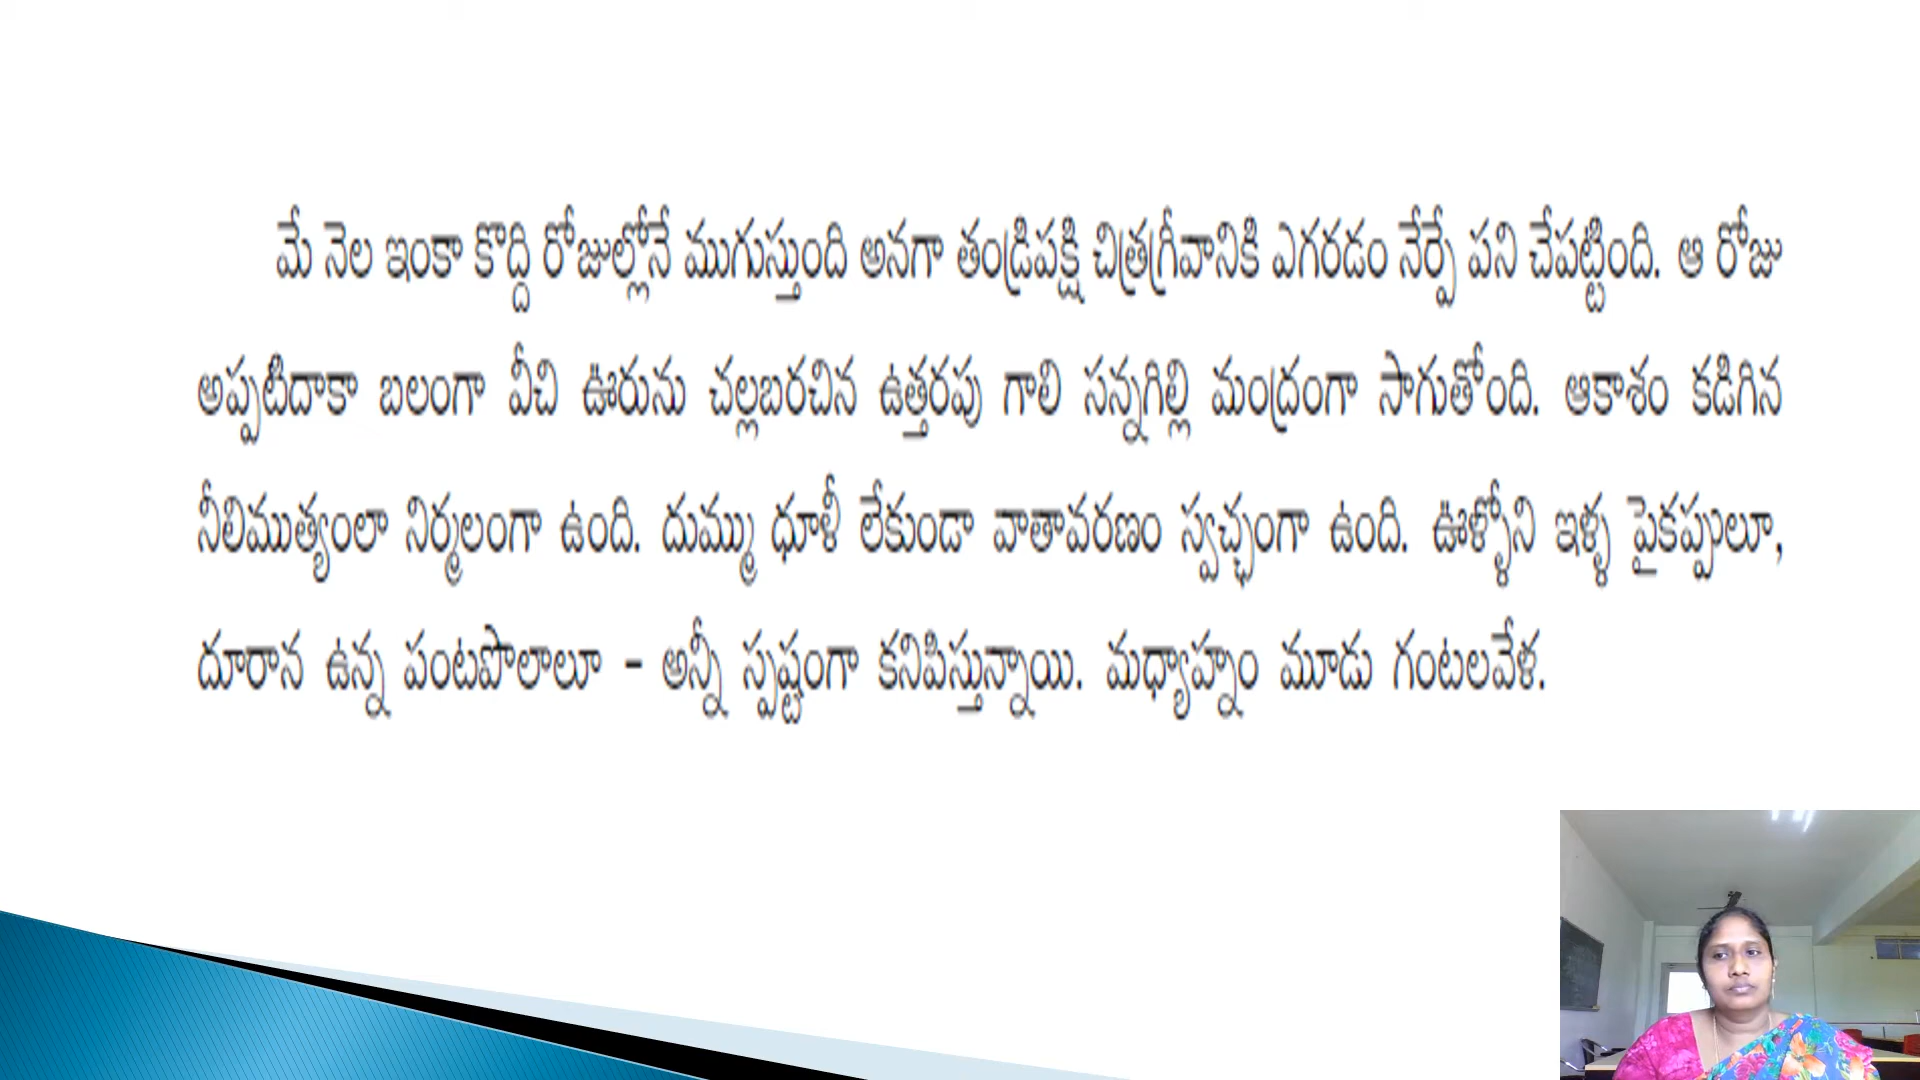 మే నెల ఇంకా కొద్ది రోజుల్లోనే ముగుస్తుంది అనగా తండ్రిపక్షి చిత్రగ్రీవానికి ఎగరడం నేర్పే పని చేపట్టింది. ఆ రోజు
అప్పటిదాకా బలంగా వీచి ఊరును చల్లబరచిన ఉత్తరపు గాలి సన్నగిల్లి మంద్రంగా సాగుతోంది. ఆకాశం కడిగిన
నీలిముత్యంలా నిర్మలంగా ఉంది. దుమ్ము ధూళీ లేకుండా వాతావరణం స్వచ్ఛంగా ఉంది. ఊళ్ళోని ఇళ్ళ పైకప్పులూ,
దూరాన ఉన్న పంటపొలాలూ - అన్నీ స్పష్టంగా కనిపిస్తున్నాయి. మధ్యాహ్నం మూడు గంటలవేళ.